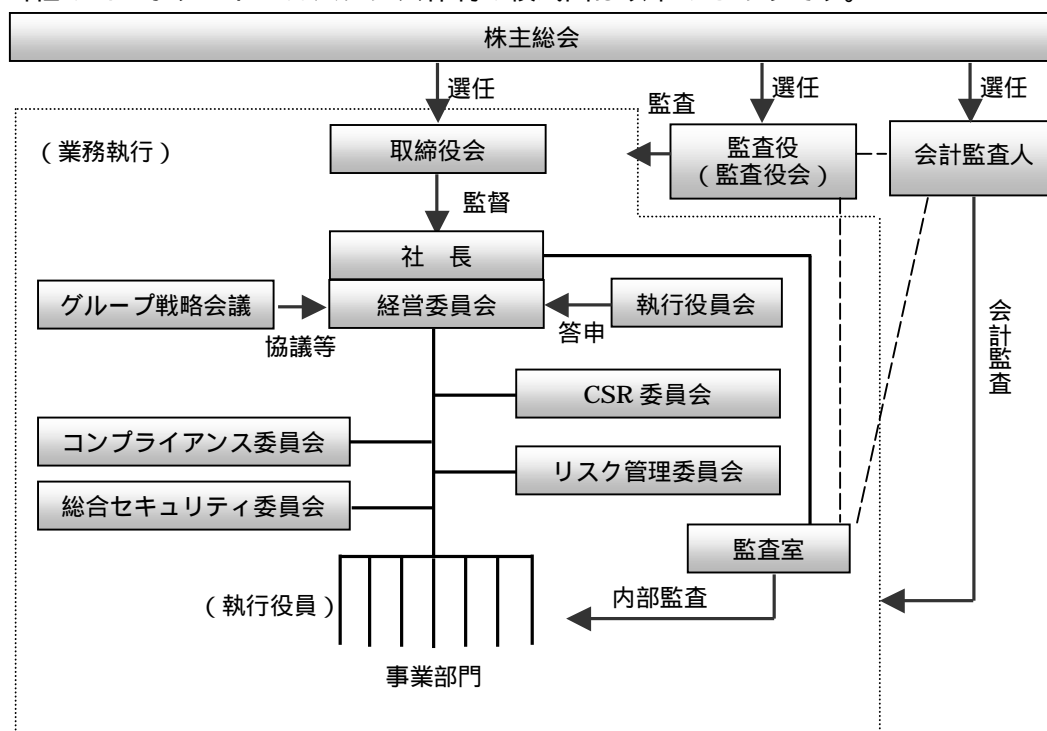 株主総会
選任
選任
選任
監査
(業務執行)
取締役会
監査役
(監査役会)
会計監査人
監督
社 長
グループ戦略会議
経営委員会
執行役員会
協議等
答申
会計監査
CSR 委員会
コンプライアンス委員会
リスク管理委員会
総合セキュリティ委員会
監査室
(執行役員)
内部監査
事業部門